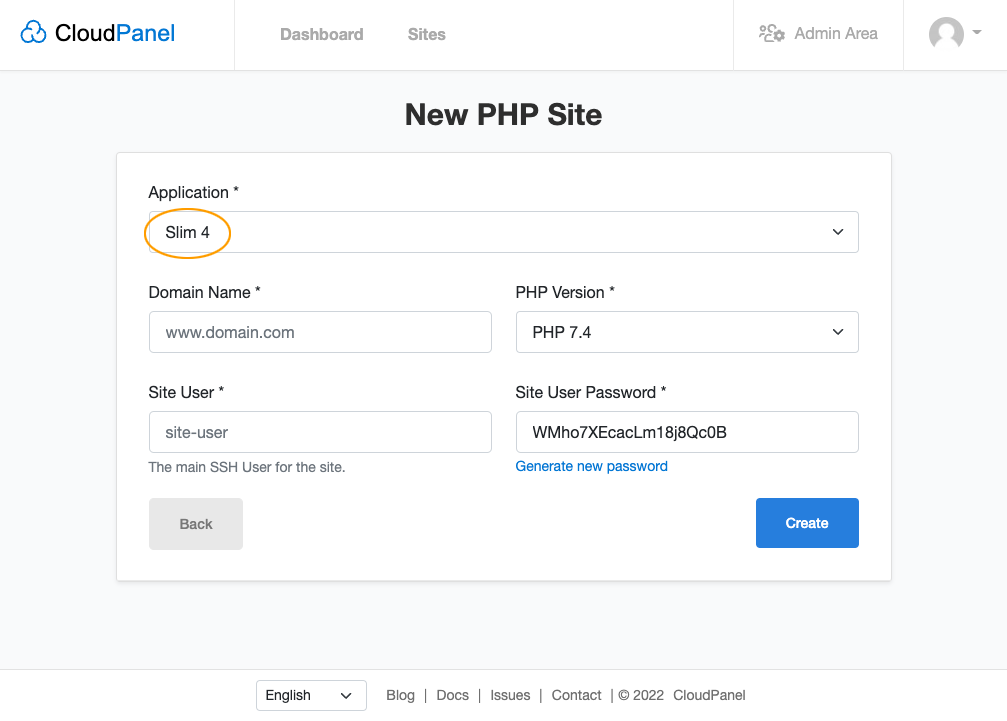 CloudPanel Dashboard Sites Admin Area
New PHP Site
Application *
Slim 4
Domain Name * PHP Version *
www.domain.com PHP 7.4
Site User * Site User Password *
site-user WMho7XEcacLm18j8Qc0B
The main SSH User for the site. Generate new password
Back Create
English Blog | Docs | Issues | Contact | © 2022 CloudPanel